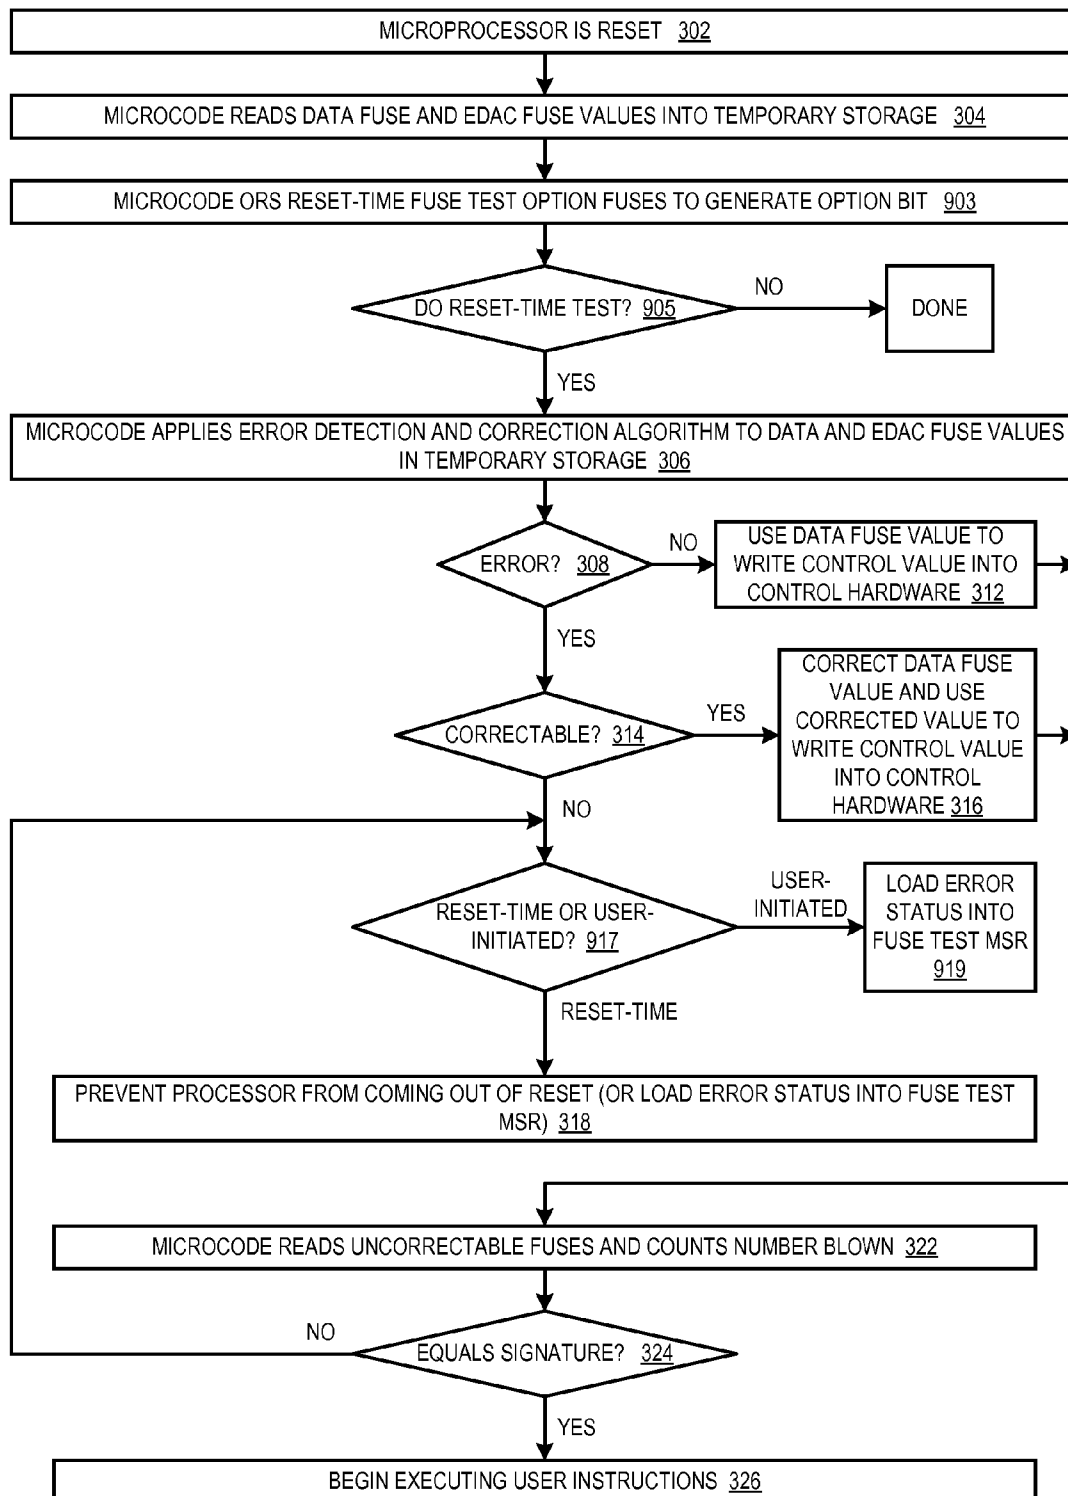 MICROPROCESSOR IS RESET 302
MICROCODE READS DATA FUSE AND EDAC FUSE VALUES INTO TEMPORARY STORAGE 304
MICROCODE ORS RESET-TIME FUSE TEST OPTION FUSES TO GENERATE OPTION BIT 903
DO RESET-TIME TEST? 905
NO
DONE
YES
MICROCODE APPLIES ERROR DETECTION AND CORRECTION ALGORITHM TO DATA AND EDAC FUSE VALUES
IN TEMPORARY STORAGE 306
ERROR? 308
NO
USE DATA FUSE VALUE TO
WRITE CONTROL VALUE INTO
CONTROL HARDWARE 312
YES
CORRECTABLE? 314
YES
CORRECT DATA FUSE
VALUE AND USE
CORRECTED VALUE TO
WRITE CONTROL VALUE
INTO CONTROL
HARDWARE 316
NO
RESET-TIME OR USER-
INITIATED? 917
USER-
INITIATED
LOAD ERROR
STATUS INTO
FUSE TEST MSR
919
RESET-TIME
PREVENT PROCESSOR FROM COMING OUT OF RESET (OR LOAD ERROR STATUS INTO FUSE TEST
MSR) 318
MICROCODE READS UNCORRECTABLE FUSES AND COUNTS NUMBER BLOWN 322
NO
EQUALS SIGNATURE? 324
YES
BEGIN EXECUTING USER INSTRUCTIONS 326